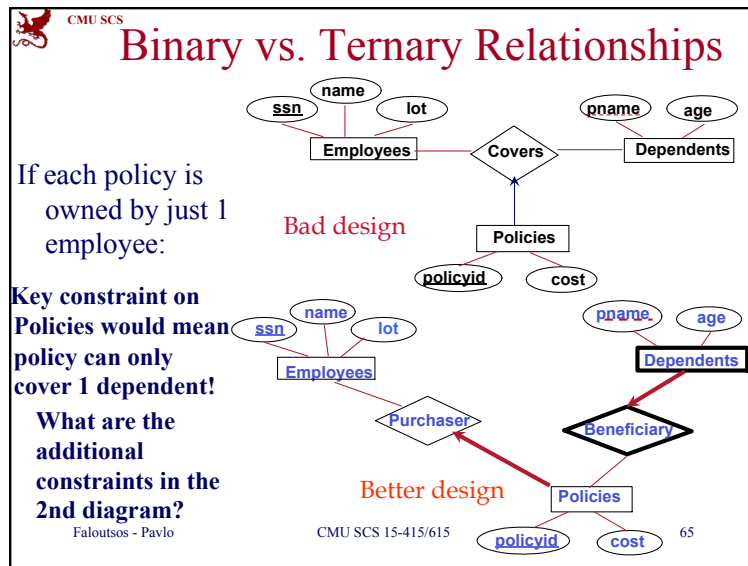 CMU SCS
Binary vs. Ternary Relationships
name
ssn
lot
Employees
Covers
pname
age
Dependents
If each policy is
owned by just 1
employee:
Bad design
Policies
policyid
cost
Key constraint on
Policies would mean
policy can only
cover 1 dependent!
What are the
additional
constraints in the
2nd diagram?
name
ssn
lot
Employees
Purchaser
pname
age
Dependents
Beneficiary
Better design
Policies
policyid
cost
Faloutsos - Pavlo
CMU SCS 15-415/615
65